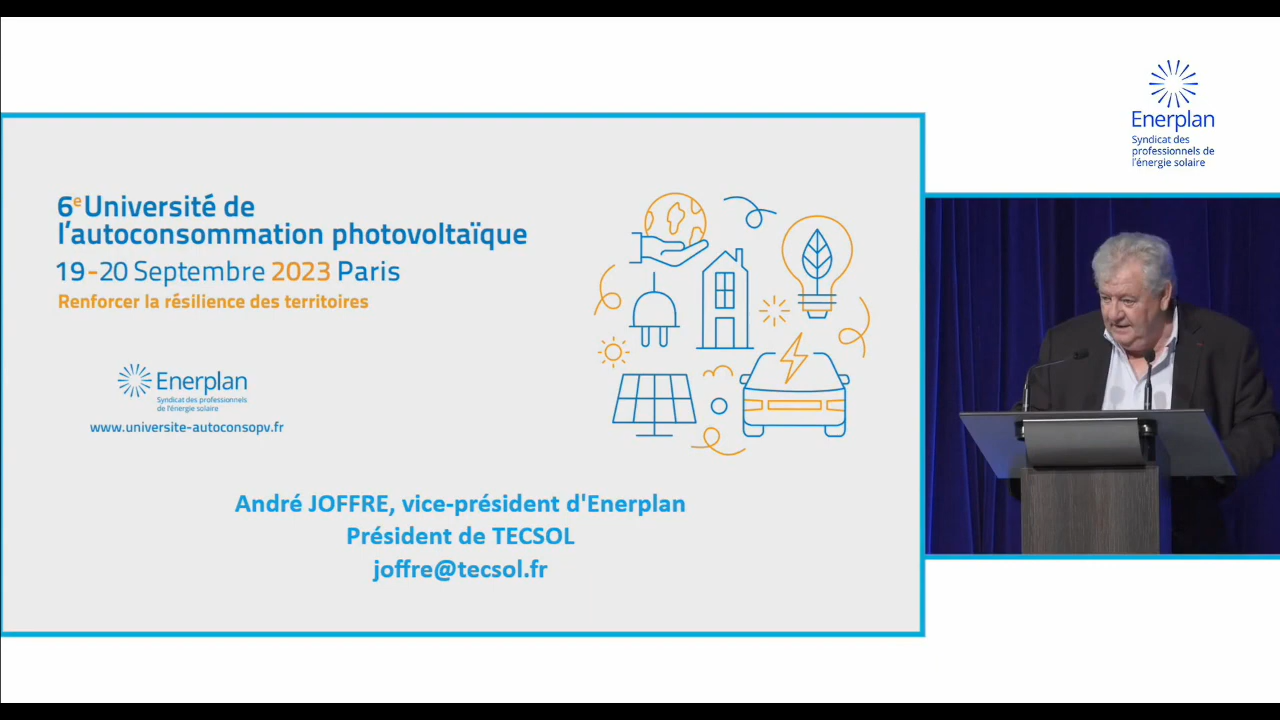 6e Université de
l'autoconsommation photovoltaïque
19-20 Septembre 2023 Paris
Renforcer la résilience des territoires
Enerplan
Syndicat des professionnels
de l'énergie solaire
www.universite-autoconsopv.fr
André JOFFRE, vice-président d'Enerplan
Président de TECSOL
joffre@tecsol.fr
Enerplan
Syndicat des
professionnels de
l'énergie solaire